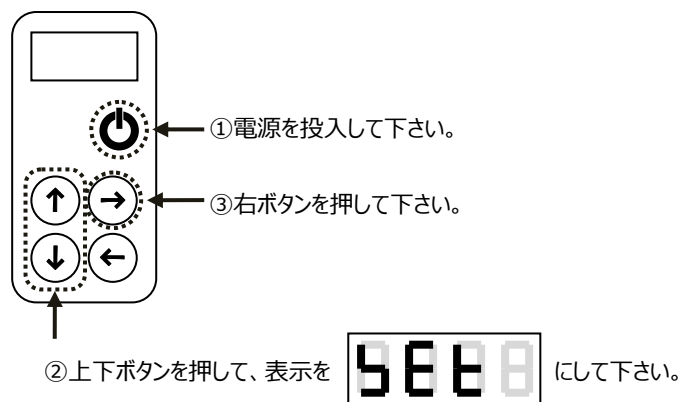 ①電源を投入して下さい。
③右ボタンを押して下さい。
②上下ボタンを押して、表示を SEt にして下さい。